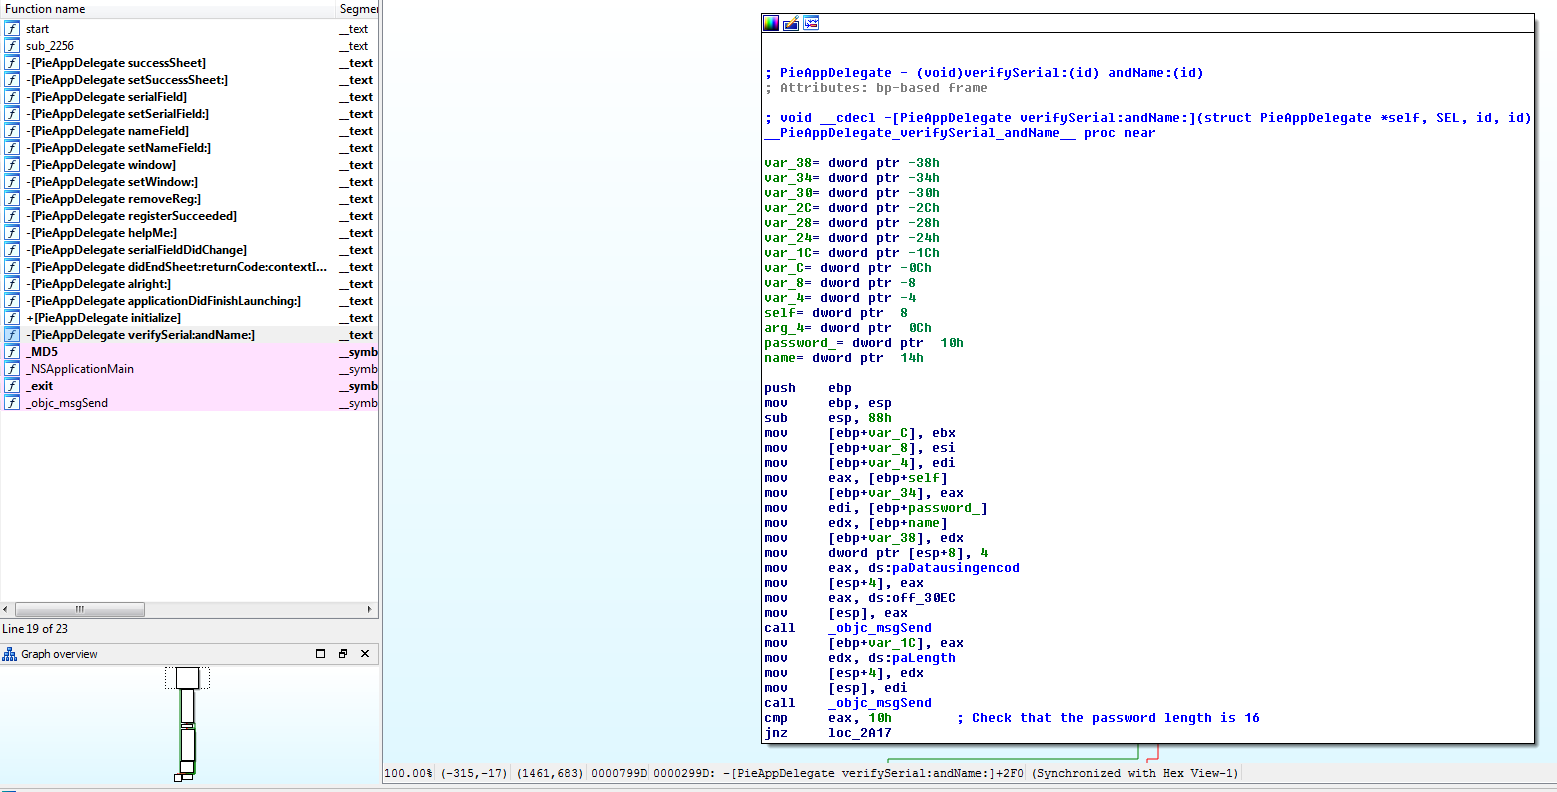 Function name Segmer
start __text
sub_2256 __text
-[PieAppDelegate successSheet] __text
-[PieAppDelegate setSuccessSheet:] __text
-[PieAppDelegate serialField] __text
-[PieAppDelegate setSerialField:] __text
-[PieAppDelegate nameField] __text
-[PieAppDelegate setNameField:] __text
-[PieAppDelegate window] __text
-[PieAppDelegate setWindow:] __text
-[PieAppDelegate removeReg:] __text
-[PieAppDelegate registerSucceeded] __text
-[PieAppDelegate helpMe:] __text
-[PieAppDelegate serialFieldDidChange] __text
-[PieAppDelegate didEndSheet:returnCode:contextI... __text
-[PieAppDelegate alright:] __text
-[PieAppDelegate applicationDidFinishLaunching:] __text
+[PieAppDelegate initialize] __text
-[PieAppDelegate verifySerial:andName:] __text
_MD5 __symb
_NSApplicationMain __symb
_exit __symb
_objc_msgSend __symb
Line 19 of 23
Graph overview
; PieAppDelegate - (void)verifySerial:(id) andName:(id)
; Attributes: bp-based frame
; void __cdecl -[PieAppDelegate verifySerial:andName:](struct PieAppDelegate *self, SEL, id, id)
__PieAppDelegate_verifySerial_andName__ proc near
var_38= dword ptr -38h
var_34= dword ptr -34h
var_30= dword ptr -30h
var_2C= dword ptr -2Ch
var_28= dword ptr -28h
var_24= dword ptr -24h
var_1C= dword ptr -1Ch
var_C= dword ptr -0Ch
var_8= dword ptr -8
var_4= dword ptr -4
self= dword ptr 8
arg_4= dword ptr 0Ch
password_= dword ptr 10h
name= dword ptr 14h
push ebp
mov ebp, esp
sub esp, 88h
mov [ebp+var_C], ebx
mov [ebp+var_8], esi
mov [ebp+var_4], edi
mov eax, [ebp+self]
mov [ebp+var_34], eax
mov edi, [ebp+password_]
mov edx, [ebp+name]
mov [ebp+var_38], edx
mov dword ptr [esp+8], 4
mov eax, ds:paDatausingencod
mov [esp+4], eax
mov eax, ds:off_30EC
mov [esp], eax
call _objc_msgSend
mov [ebp+var_1C], eax
mov edx, ds:paLength
mov [esp+4], edx
mov [esp], edi
call _objc_msgSend
cmp eax, 10h ; Check that the password length is 16
jnz loc_2A17
100.00% (-315,-17) (1461,683) 0000799D 0000299D: -[PieAppDelegate verifySerial:andName:]+2F0 (Synchronized with Hex View-1)